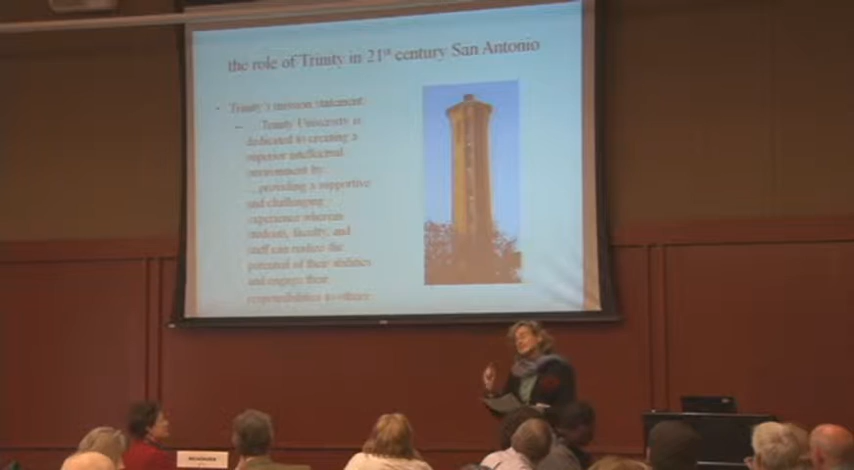 the role of Trinity in 21st century San Antonio
• Trinity's mission statement:
– ...Trinity University is
dedicated to creating a
superior intellectual
environment by:
...providing a supportive
and challenging
experience wherein
students, faculty, and
staff can realize the
potential of their abilities
and engage their
responsibilities to others